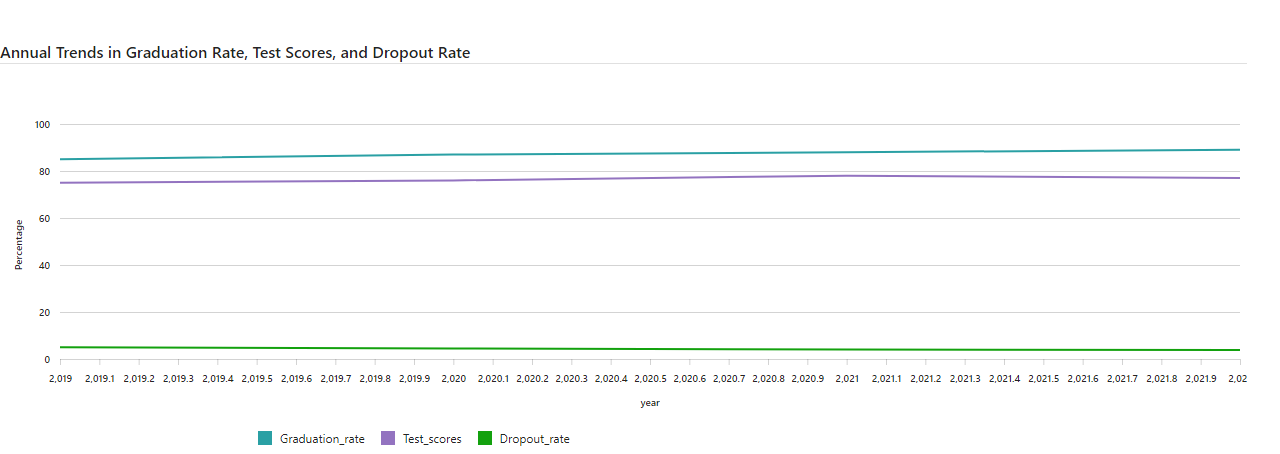 Annual Trends in Graduation Rate, Test Scores, and Dropout Rate
100
80
60
40
20
0
Percentage
2,019 2,019.1 2,019.2 2,019.3 2,019.4 2,019.5 2,019.6 2,019.7 2,019.8 2,019.9 2,020 2,020.1 2,020.2 2,020.3 2,020.4 2,020.5 2,020.6 2,020.7 2,020.8 2,020.9 2,021 2,021.1 2,021.2 2,021.3 2,021.4 2,021.5 2,021.6 2,021.7 2,021.8 2,021.9 2,02
year
Graduation_rate Test_scores Dropout_rate